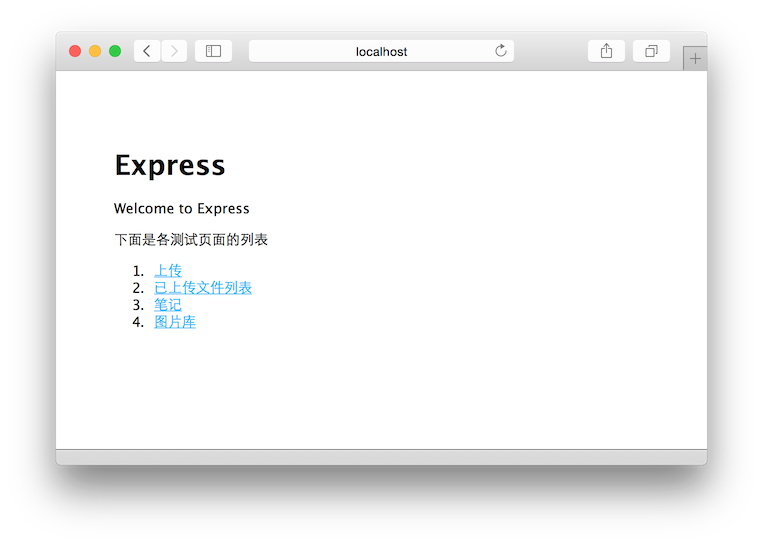 localhost
Express
Welcome to Express
下面是各测试页面的列表
1. 上传
2. 已上传文件列表
3. 笔记
4. 图片库